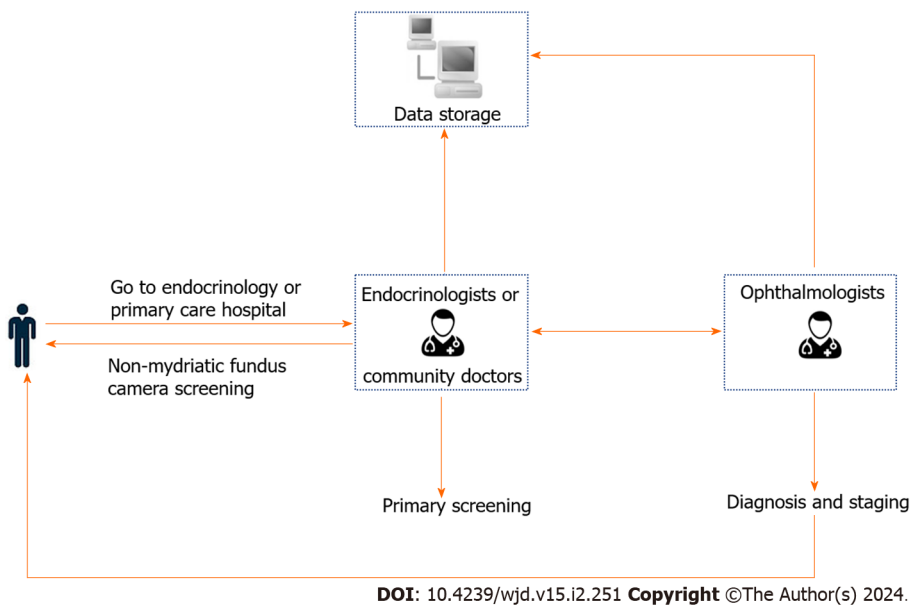 Data storage
Go to endocrinology or
primary care hospital
Endocrinologists or
community doctors
Ophthalmologists
Non-mydriatic fundus
camera screening
Primary screening
Diagnosis and staging
DOI: 10.4239/wjd.v15.i2.251 Copyright ©The Author(s) 2024.